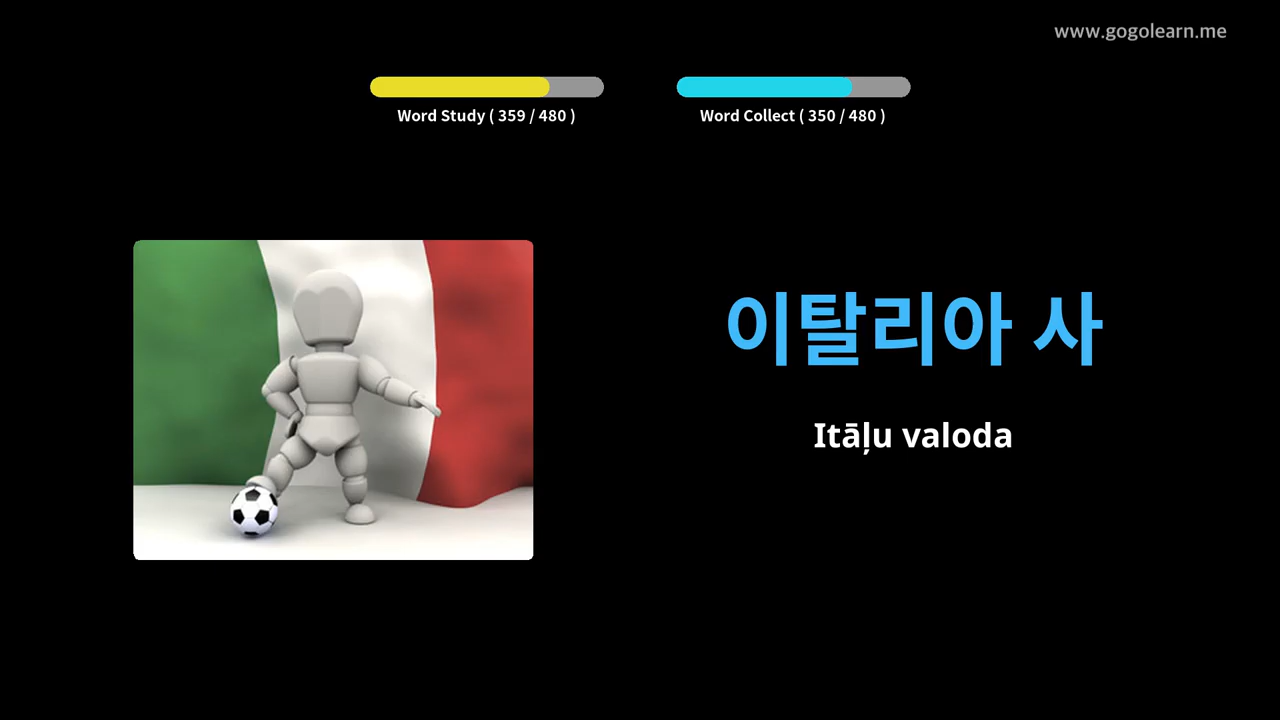 www.gogolearn.me
Word Study ( 359 / 480 )
Word Collect ( 350 / 480 )
이탈리아 사
Itāļu valoda